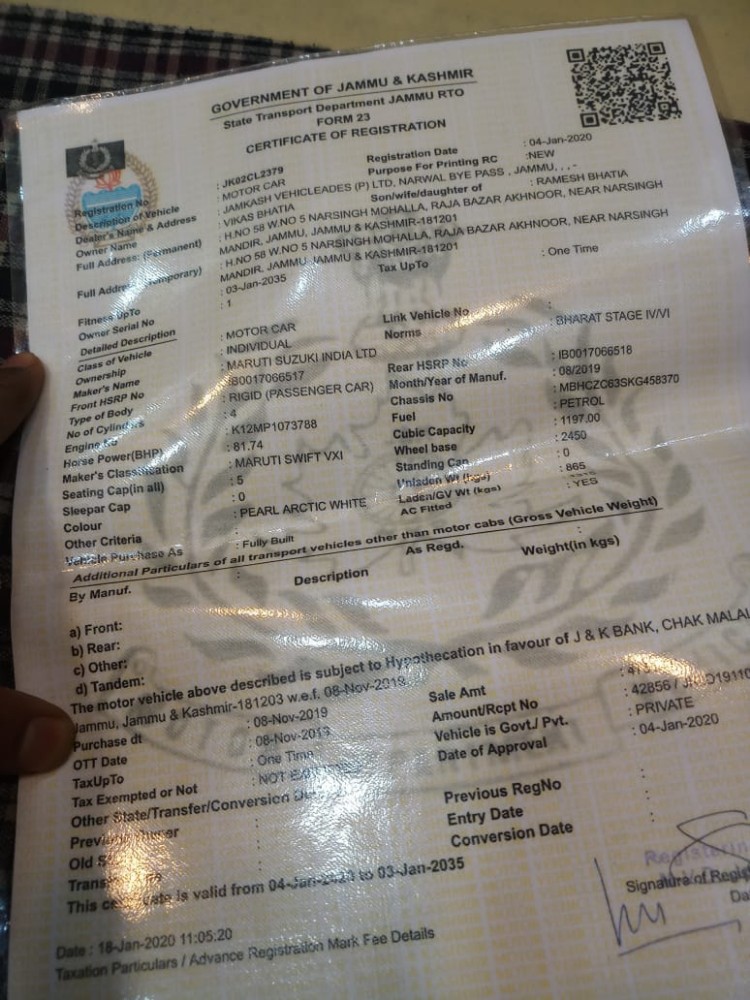 GOVERNMENT OF JAMMU & KASHMIR
State Transport Department JAMMU RTO
FORM 23
CERTIFICATE OF REGISTRATION
Registration No : JK02CL2379 Registration Date : 04-Jan-2020
Description of Vehicle : MOTOR CAR Purpose For Printing RC :NEW
Dealer's Name & Address : JAMKASH VEHICLEADES (P) LTD, NARWAL BYE PASS , JAMMU, , , -
Owner Name : VIKAS BHATIA Son/wife/daughter of : RAMESH BHATIA
Full Address: (Permanent) : H.NO 58 W.NO 5 NARSINGH MOHALLA, RAJA BAZAR AKHNOOR, NEAR NARSINGH
MANDIR, JAMMU, JAMMU & KASHMIR-181201
Full Address: (Temporary) : H.NO 58 W.NO 5 NARSINGH MOHALLA, RAJA BAZAR AKHNOOR, NEAR NARSINGH
MANDIR, JAMMU, JAMMU & KASHMIR-181201
Fitness UpTo : 03-Jan-2035 Tax UpTo : One Time
Owner Serial No : 1
Detailed Description
Class of Vehicle : MOTOR CAR Link Vehicle No :
Ownership : INDIVIDUAL Norms : BHARAT STAGE IV/VI
Maker's Name : MARUTI SUZUKI INDIA LTD
Front HSRP No : IB0017066517 Rear HSRP No : IB0017066518
Type of Body : RIGID (PASSENGER CAR) Month/Year of Manuf. : 08/2019
No of Cylinders : 4 Chassis No : MBHCZC63SKG458370
Engine No : K12MP1073788 Fuel : PETROL
Horse Power(BHP) : 81.74 Cubic Capacity : 1197.00
Maker's Classification : MARUTI SWIFT VXI Wheel base : 2450
Seating Cap(in all) : 5 Standing Cap : 0
Sleepar Cap : 0 Unladen Wt (kgs) : 865
Colour : PEARL ARCTIC WHITE Laden/GV Wt (kgs)
Other Criteria : AC Fitted : YES
Vehicle Purchase As : Fully Built
Additional Particulars of all transport vehicles other than motor cabs (Gross Vehicle Weight)
By Manuf. : As Regd. :
Description Weight(in kgs)
a) Front:
b) Rear:
c) Other:
d) Tandem:
The motor vehicle above described is subject to Hypothecation in favour of J & K BANK, CHAK
Jammu, Jammu & Kashmir-181203 w.e.f. 08-Nov-2019
Purchase dt : 08-Nov-2019 Sale Amt :
OTT Date : 08-Nov-2019 Amount/Rcpt No : 42856 /
TaxUpTo : One Time Vehicle is Govt./ Pvt. : PRIVATE
Tax Exempted or Not : NOT Date of Approval : 04-Jan-2020
Other State/Transfer/Conversion
Previous Owner : Previous RegNo :
Old : Entry Date :
: Conversion Date :
This certificate is valid from 04-Jan-2020 to 03-Jan-2035
Signature of
Date : 18-Jan-2020 11:05:20
Taxation Particulars / Advance Registration Mark Fee Details